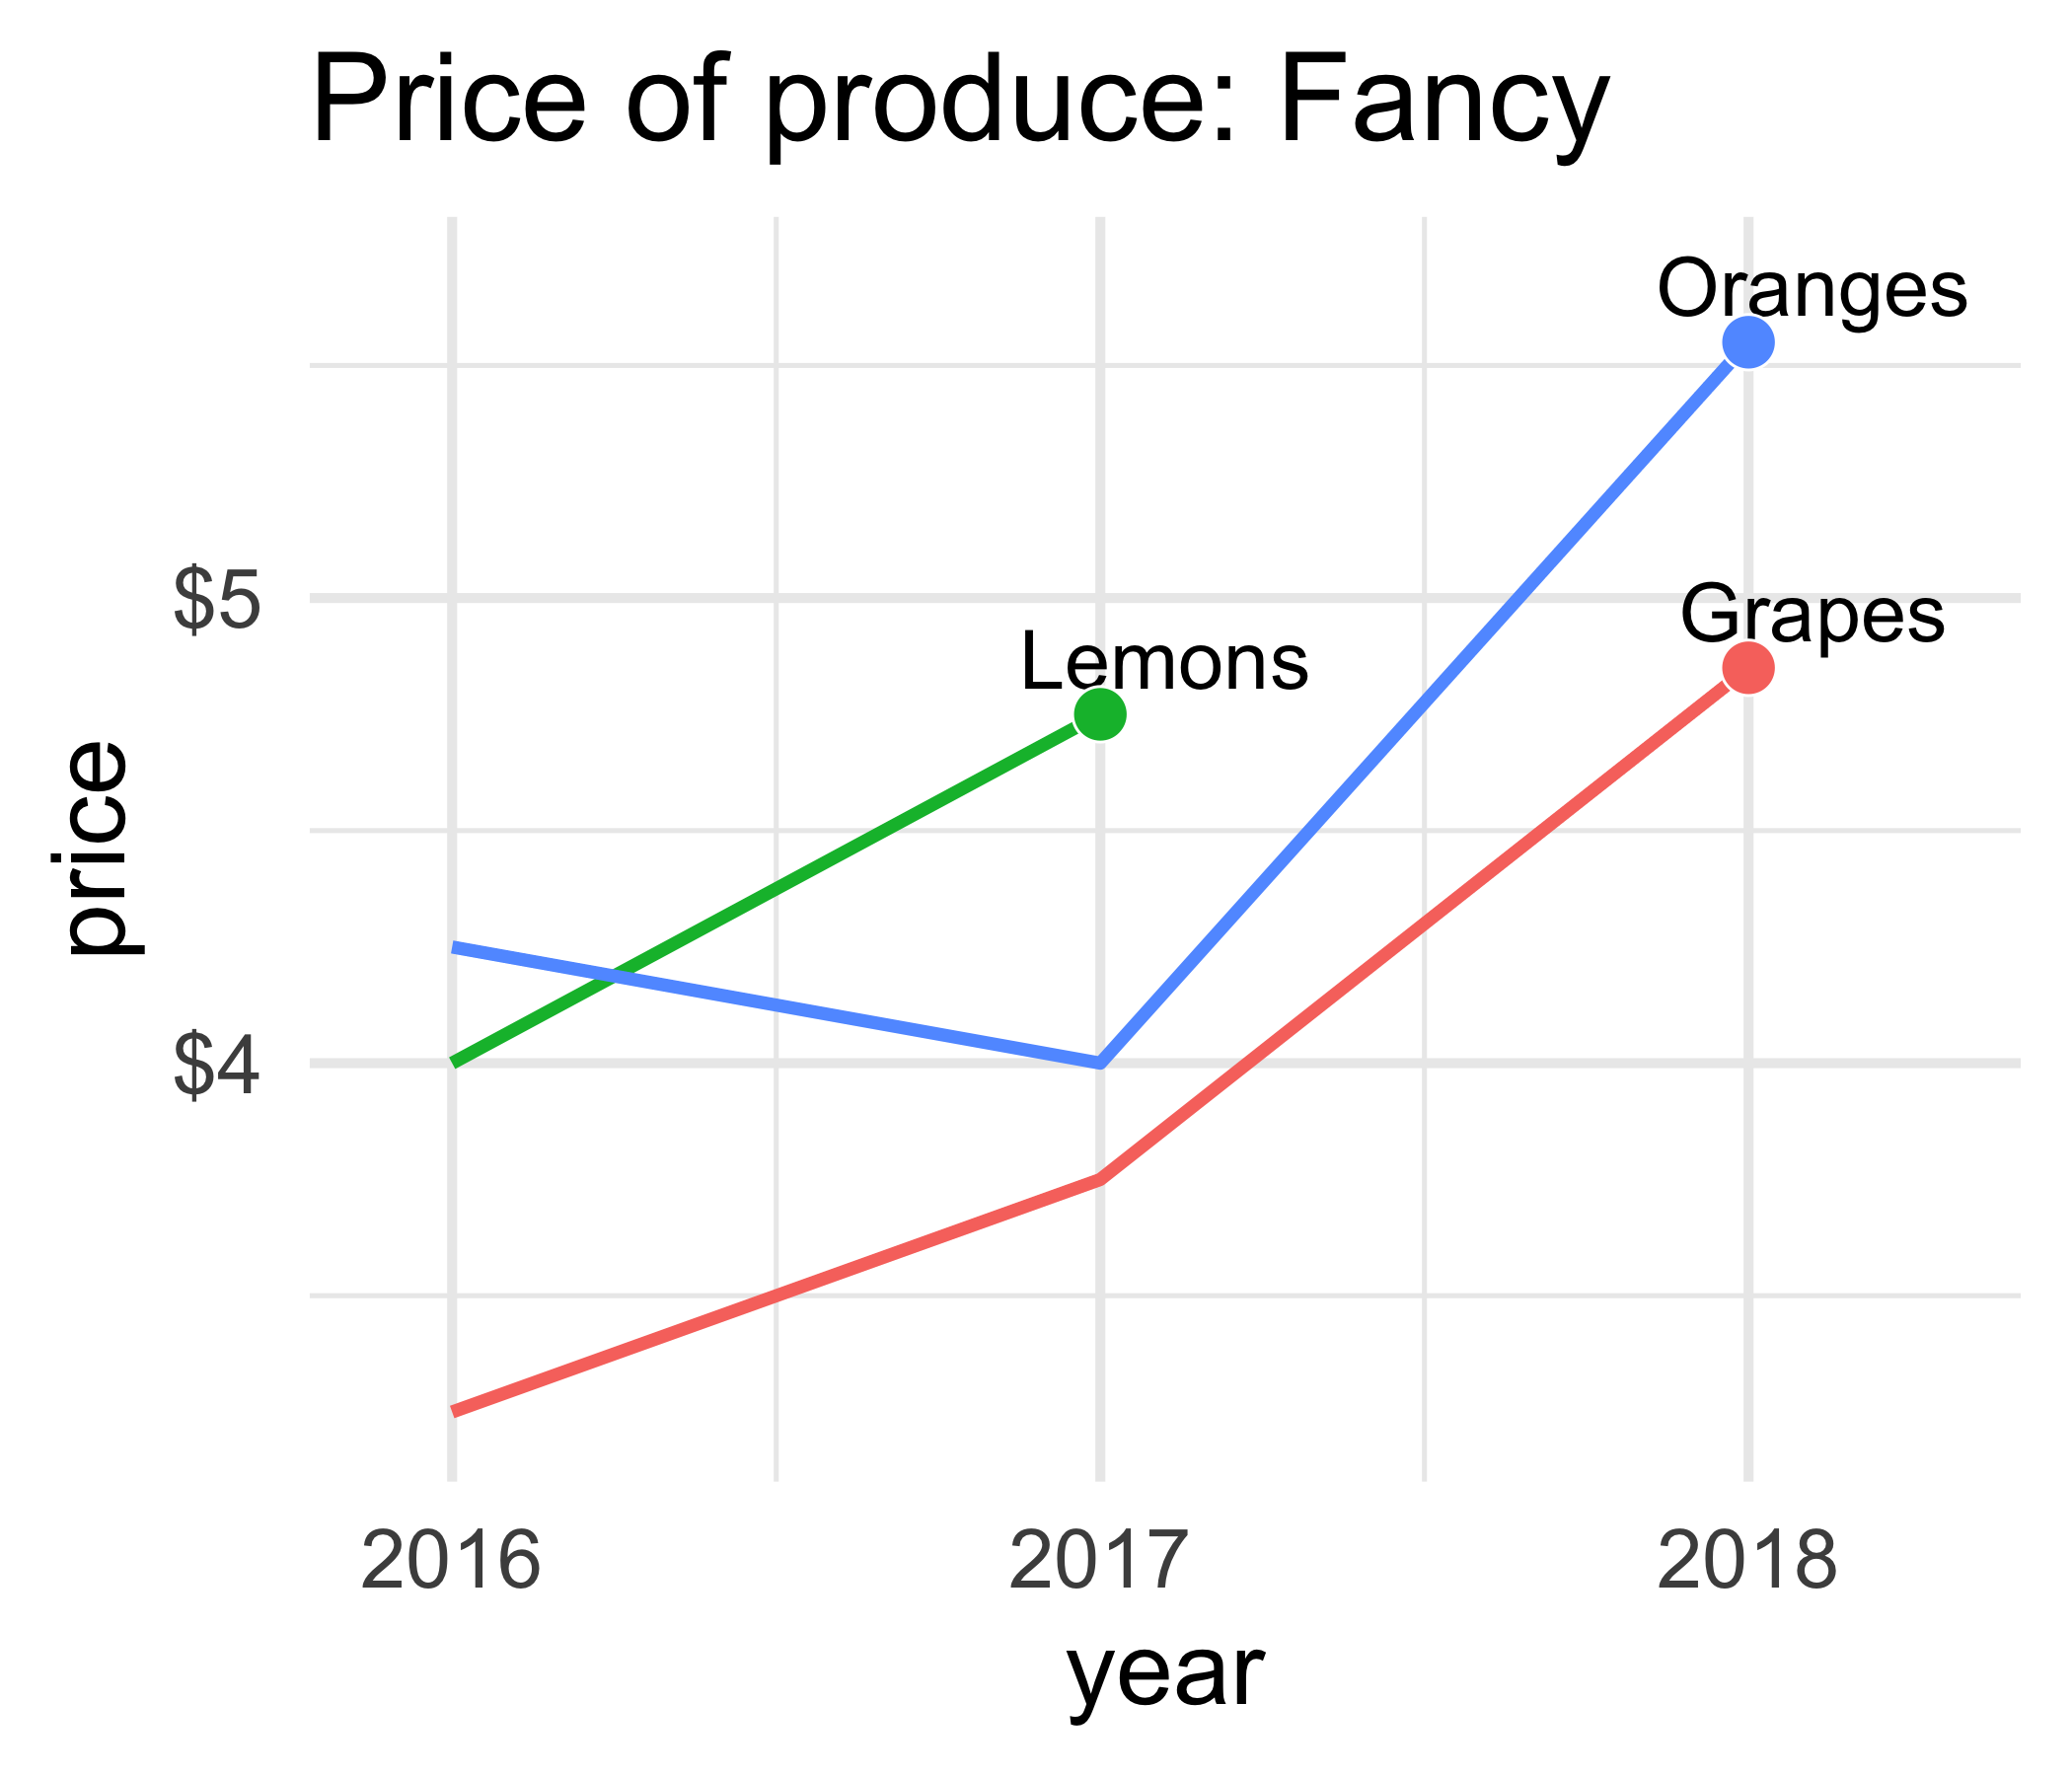 Price of produce: Fancy
Oranges
$5
Grapes
Lemons
price
$4
2016 2017 2018
year